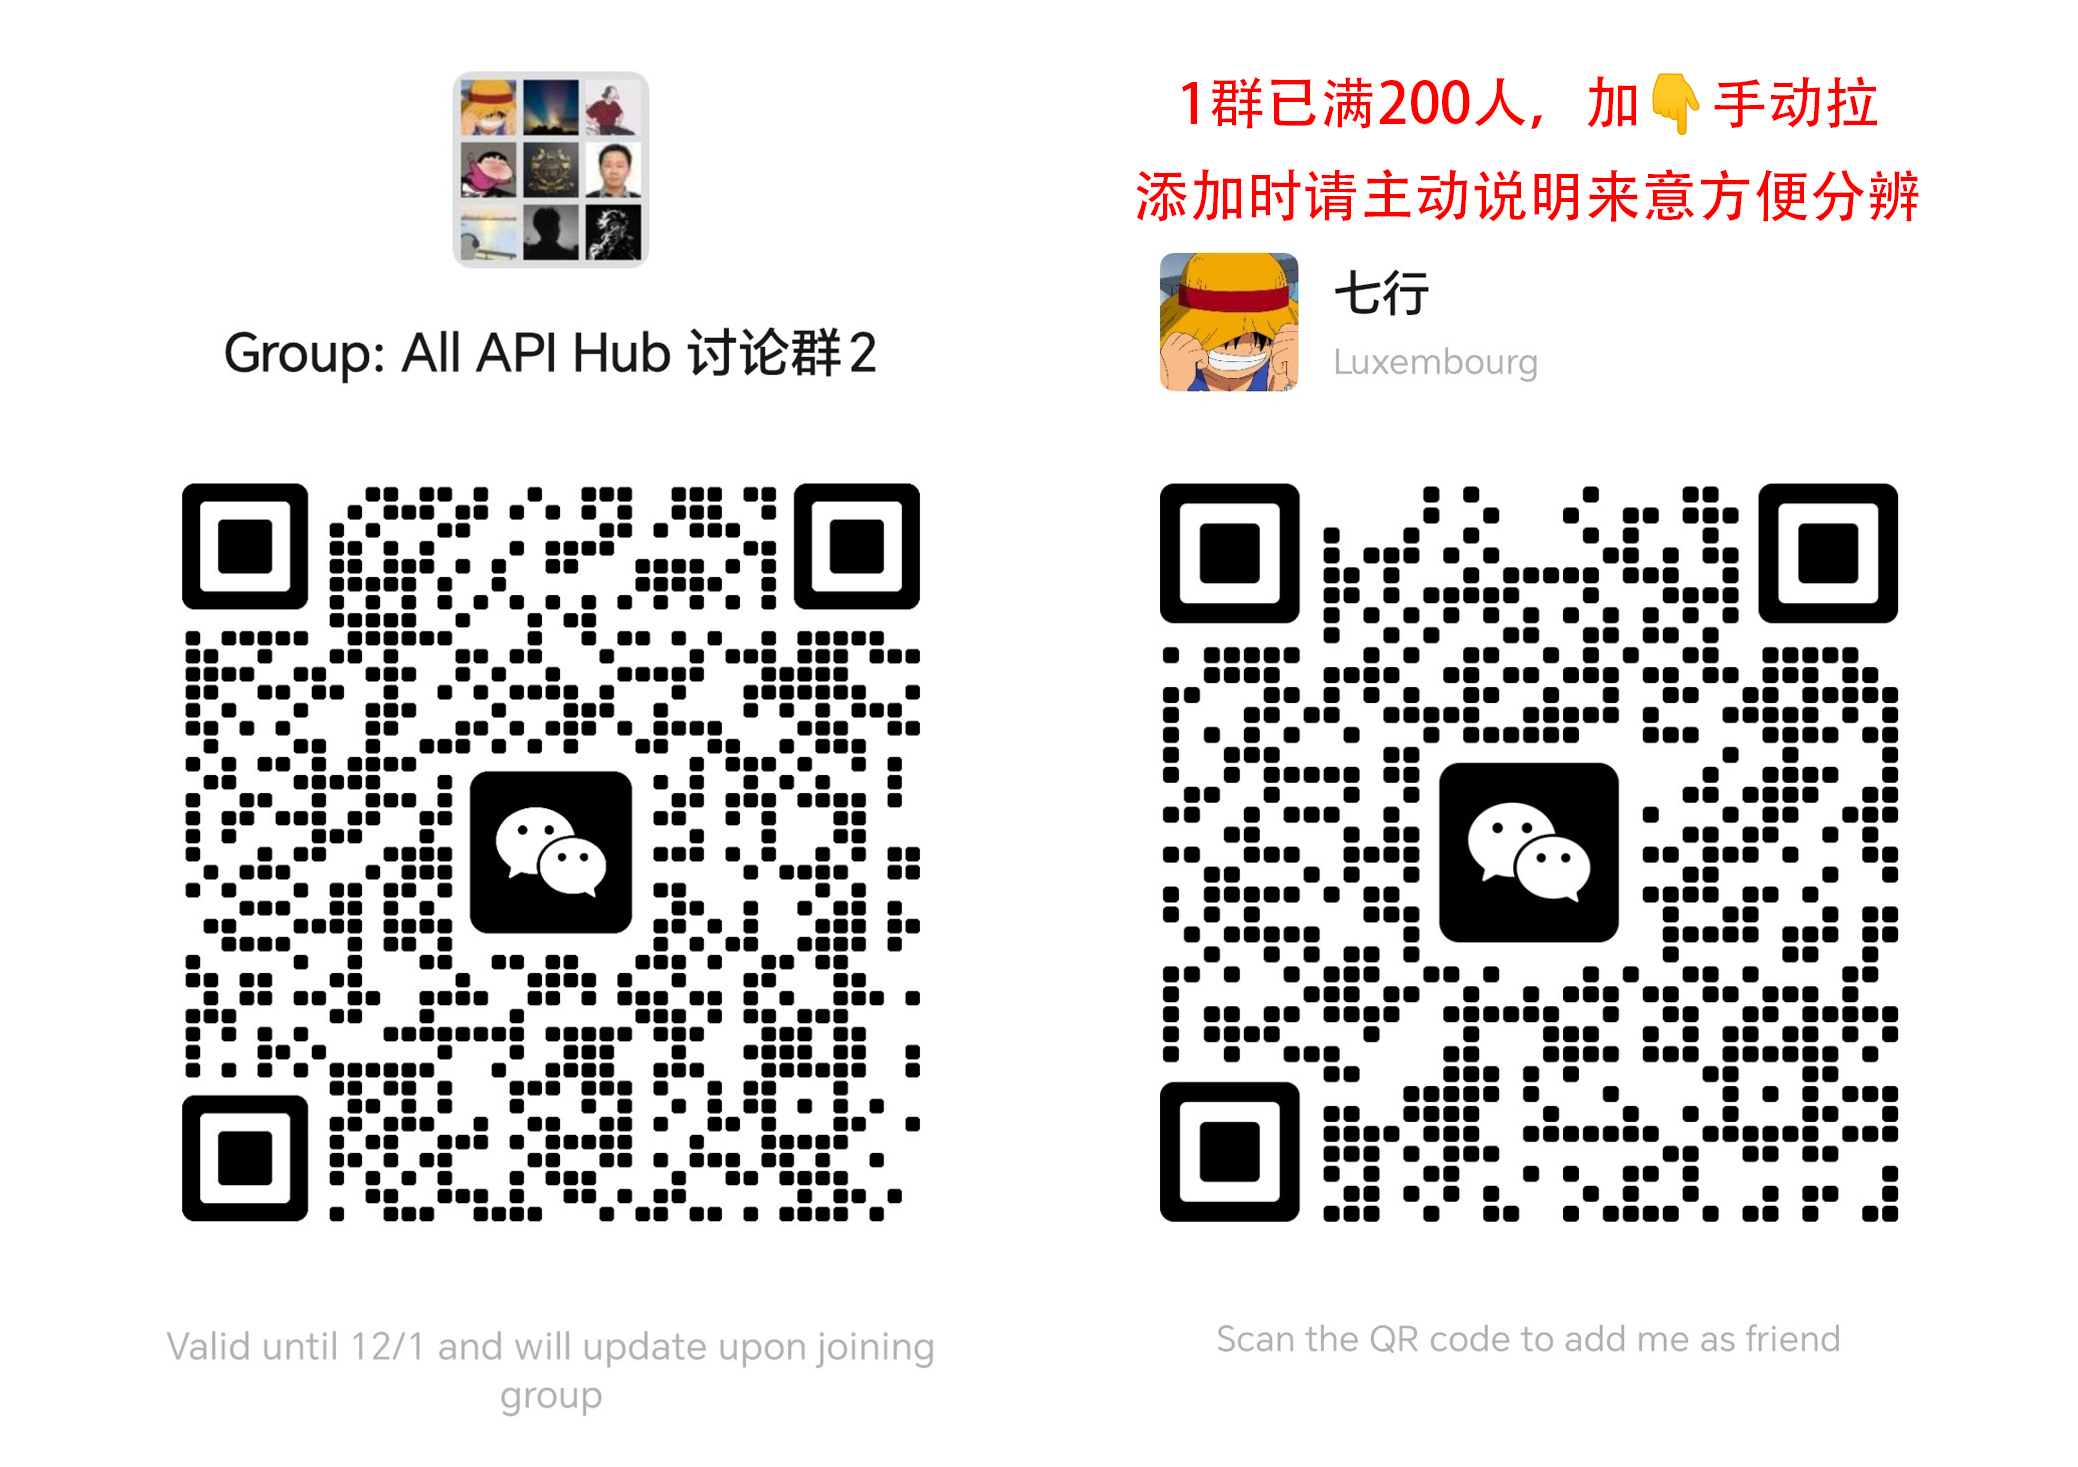 Group: All API Hub 讨论群2
Valid until 12/1 and will update upon joining
group
1群已满200人，加👇手动拉
添加时请主动说明来意方便分辨
七行
Luxembourg
Scan the QR code to add me as friend